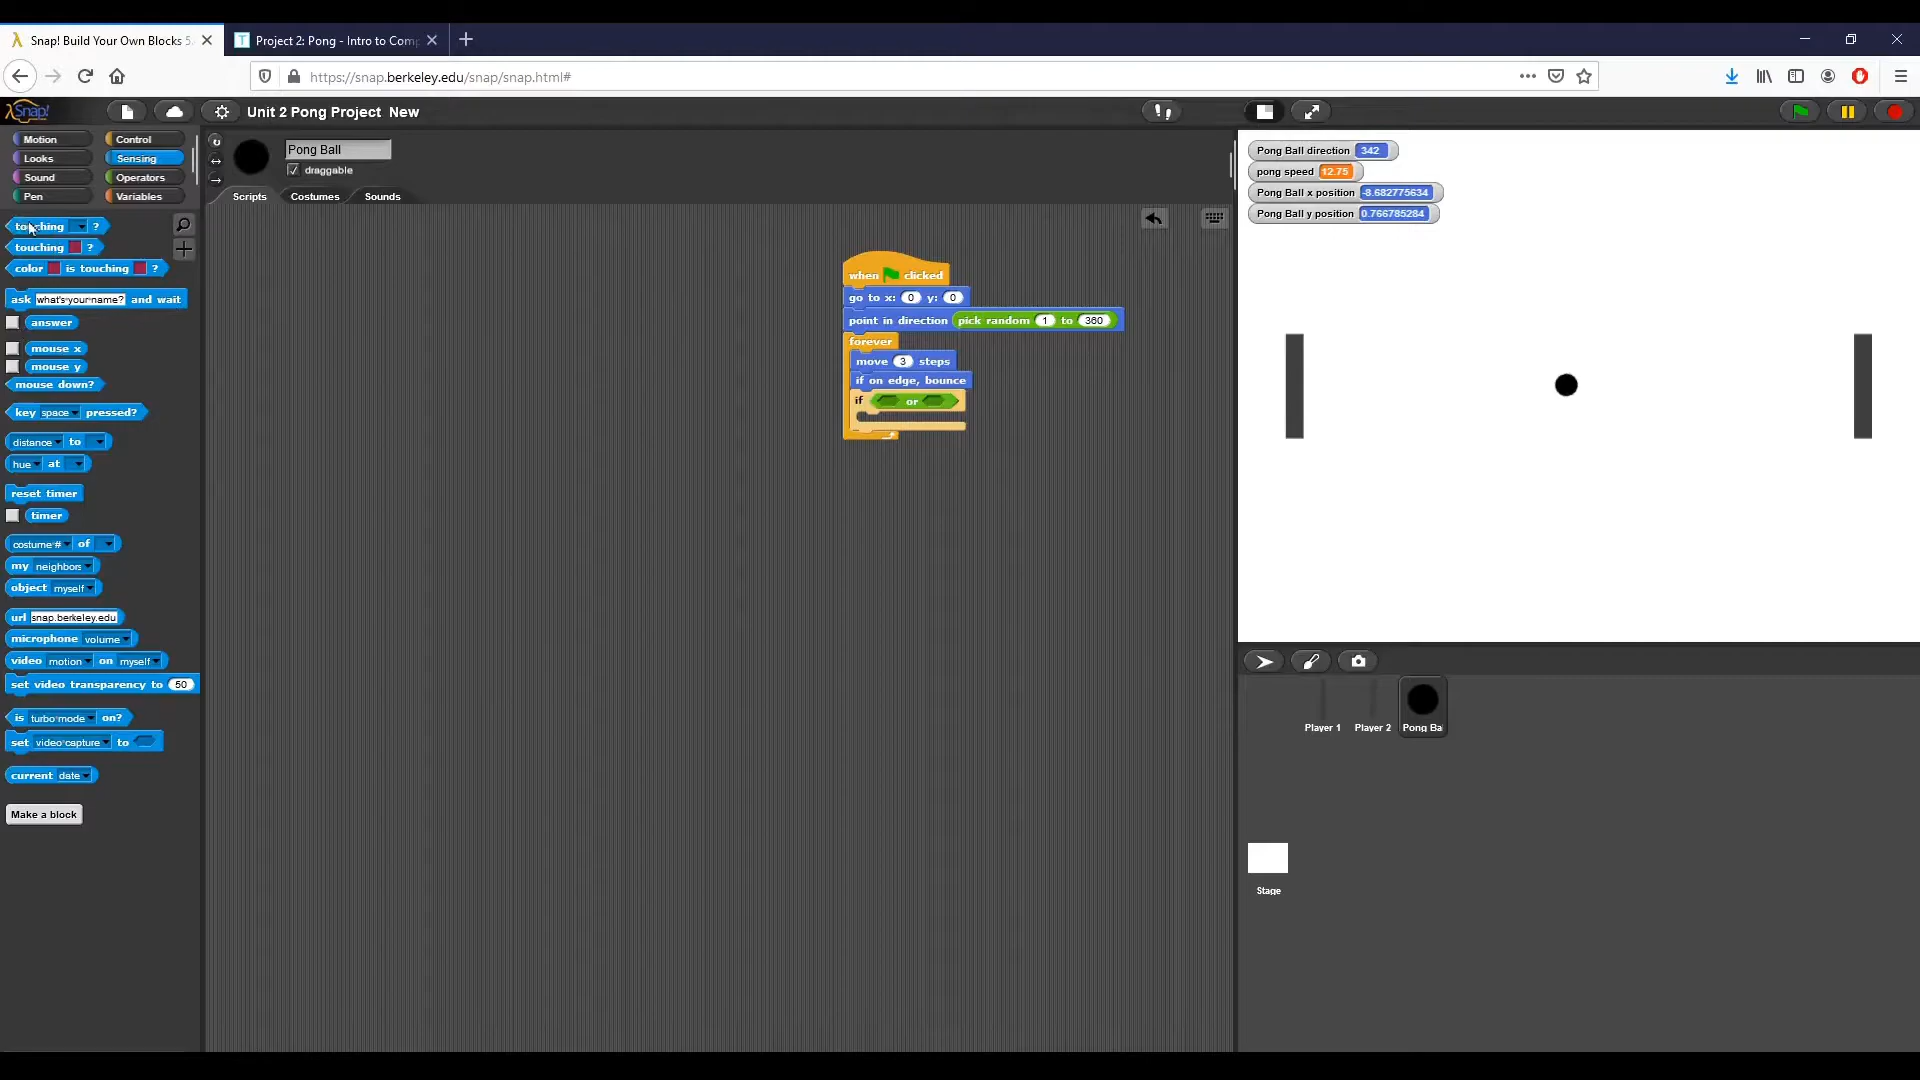 Snap! Build Your Own Blocks 5.
Project 2: Pong - Intro to Com
https://snap.berkeley.edu/snap/snap.html#
Snap!
Unit 2 Pong Project New
Motion
Control
Looks
Sensing
Sound
Operators
Pen
Variables
Pong Ball
draggable
Scripts
Costumes
Sounds
touching ?
touching ?
color is touching ?
ask what's your name? and wait
answer
mouse x
mouse y
mouse down?
key space pressed?
distance to
hue at
reset timer
timer
costume # of
my neighbors
object myself
url snap.berkeley.edu
microphone volume
video motion on myself
set video transparency to 50
is turbo mode on?
set video capture to
current date
Make a block
when clicked
go to x: 0 y: 0
point in direction pick random 1 to 360
forever
move 3 steps
if on edge, bounce
if or
Pong Ball direction 342
pong speed 12.75
Pong Ball x position -8.682775634
Pong Ball y position 0.766785284
Player 1
Player 2
Pong Ba
Stage